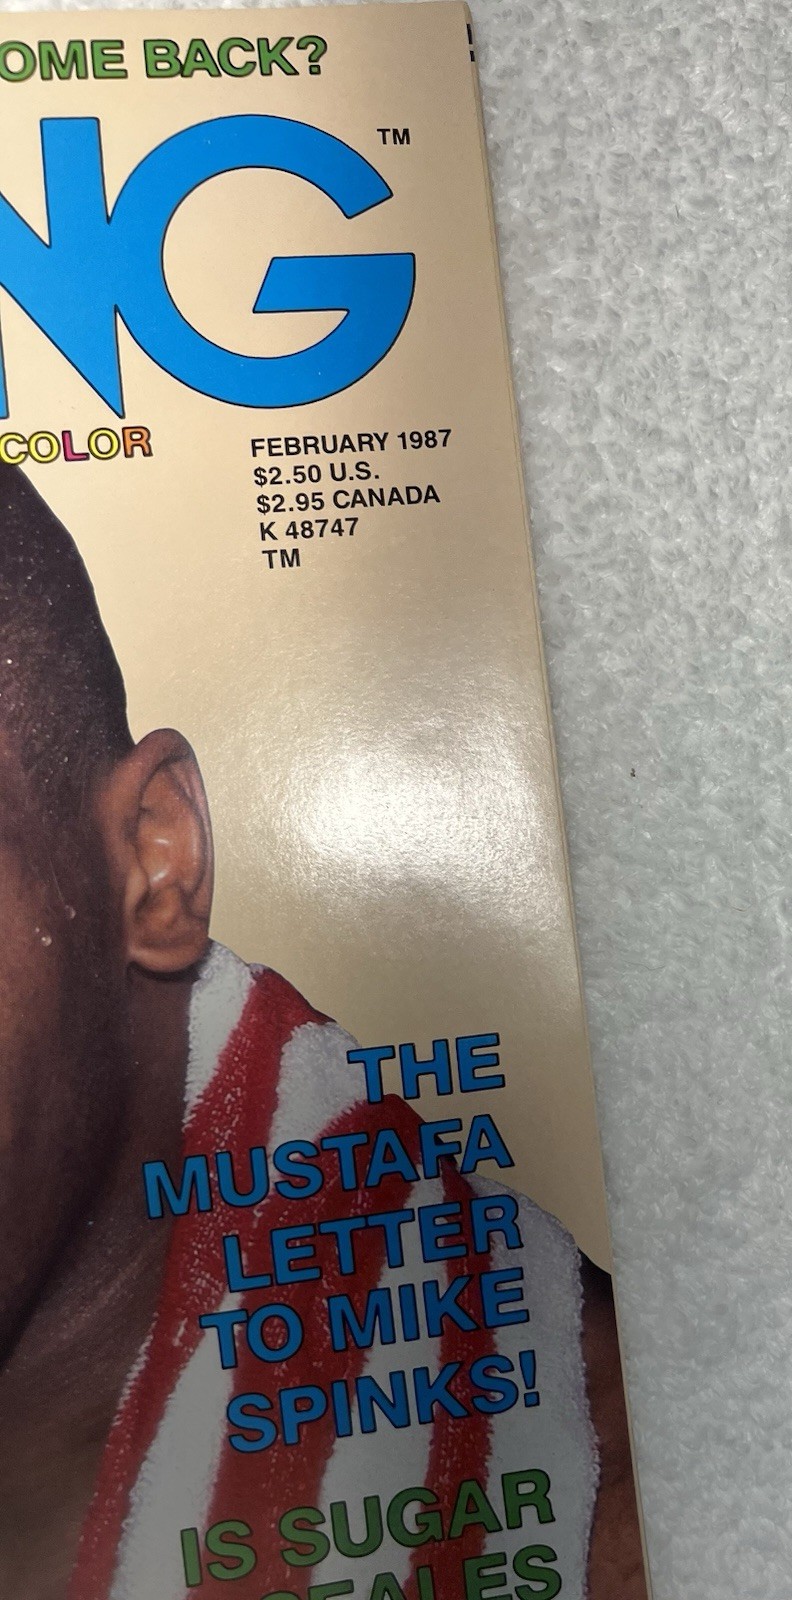 OME BACK?
NG TM
COLOR
FEBRUARY 1987
$2.50 U.S.
$2.95 CANADA
K 48747
TM
THE
MUSTAFA
LETTER
TO MIKE
SPINKS!
IS SUGAR
SEALES